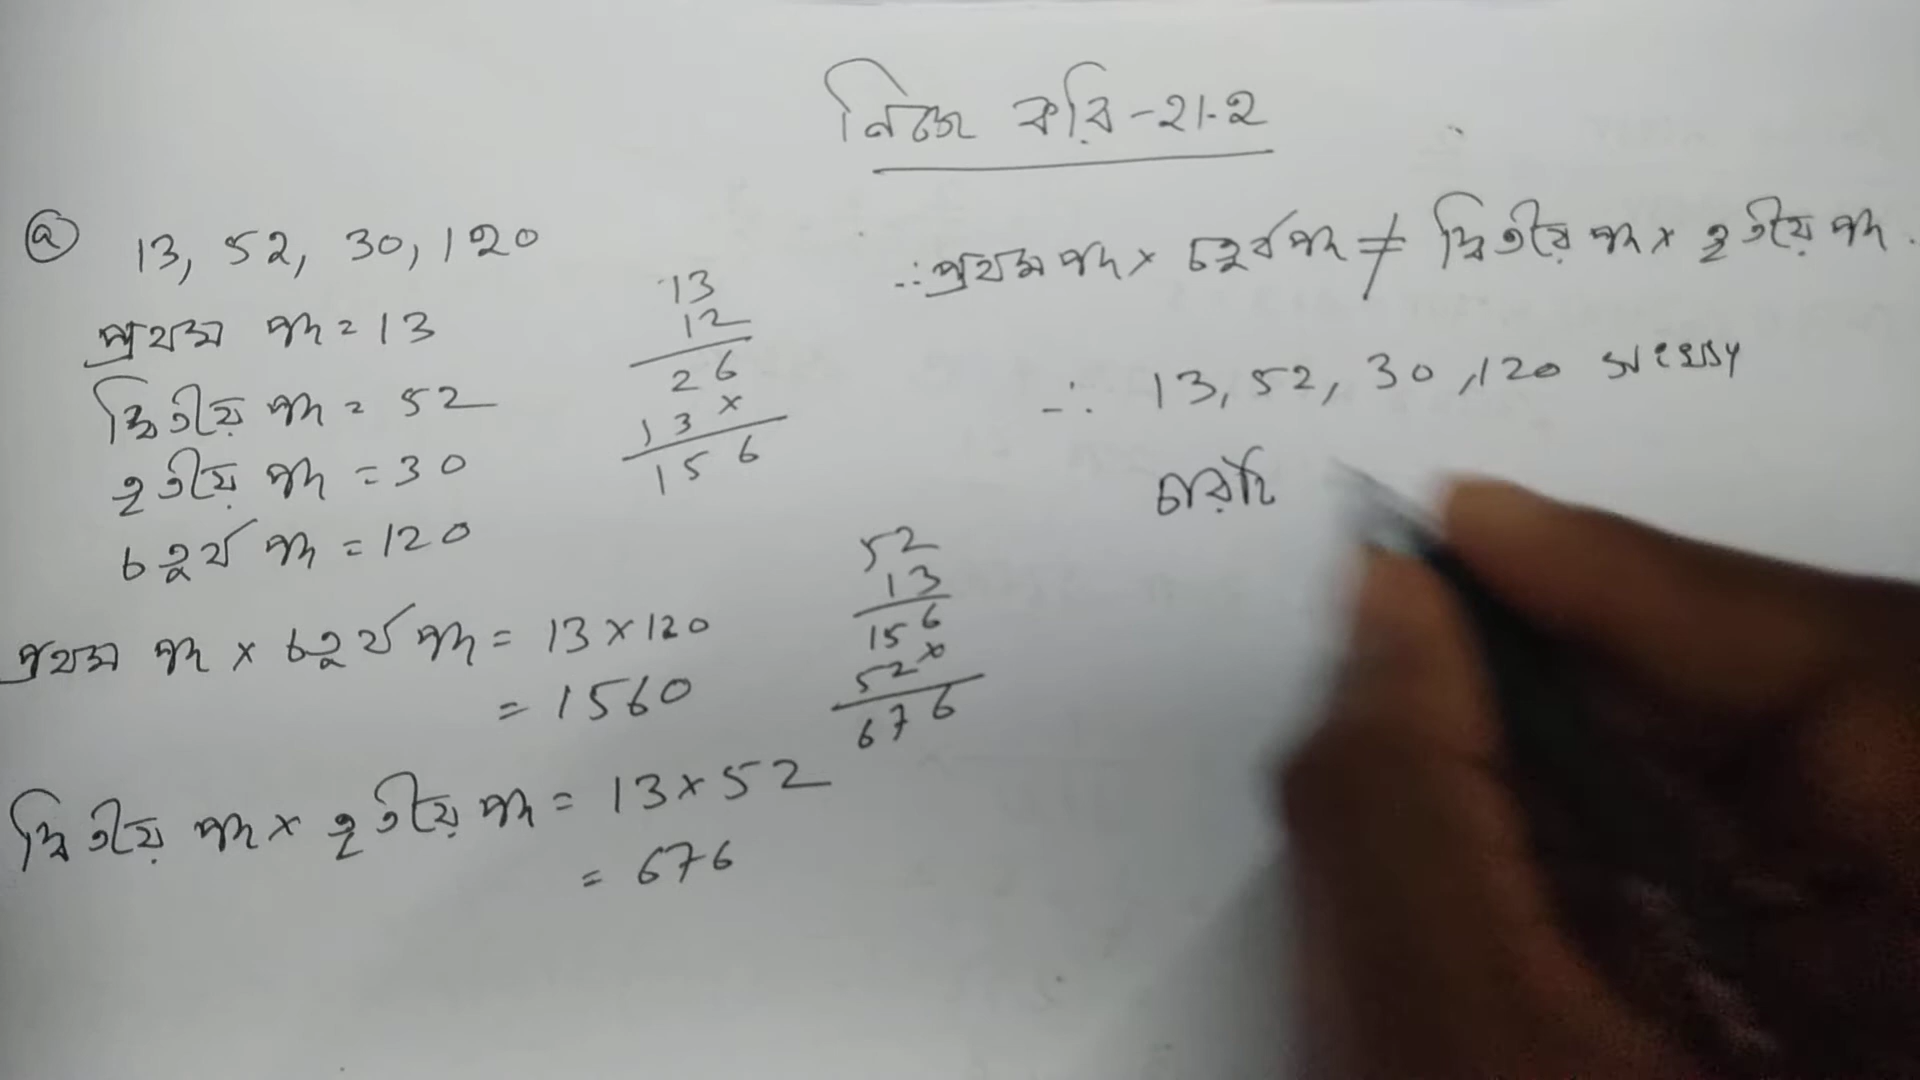 নিজে করি - 21.2
ⓐ 13, 52, 30, 120
প্রথম পদ = 13
দ্বিতীয় পদ = 52
তৃতীয় পদ = 30
চতুর্থ পদ = 120
13
12
26
13×
156
প্রথম পদ × চতুর্থ পদ = 13 × 120
= 1560
52
13
156
52×
676
দ্বিতীয় পদ × তৃতীয় পদ = 13 × 52
= 676
∴ প্রথম পদ × চতুর্থ পদ ≠ দ্বিতীয় পদ × তৃতীয় পদ.
∴ 13, 52, 30, 120 সংখ্যা
চারটি